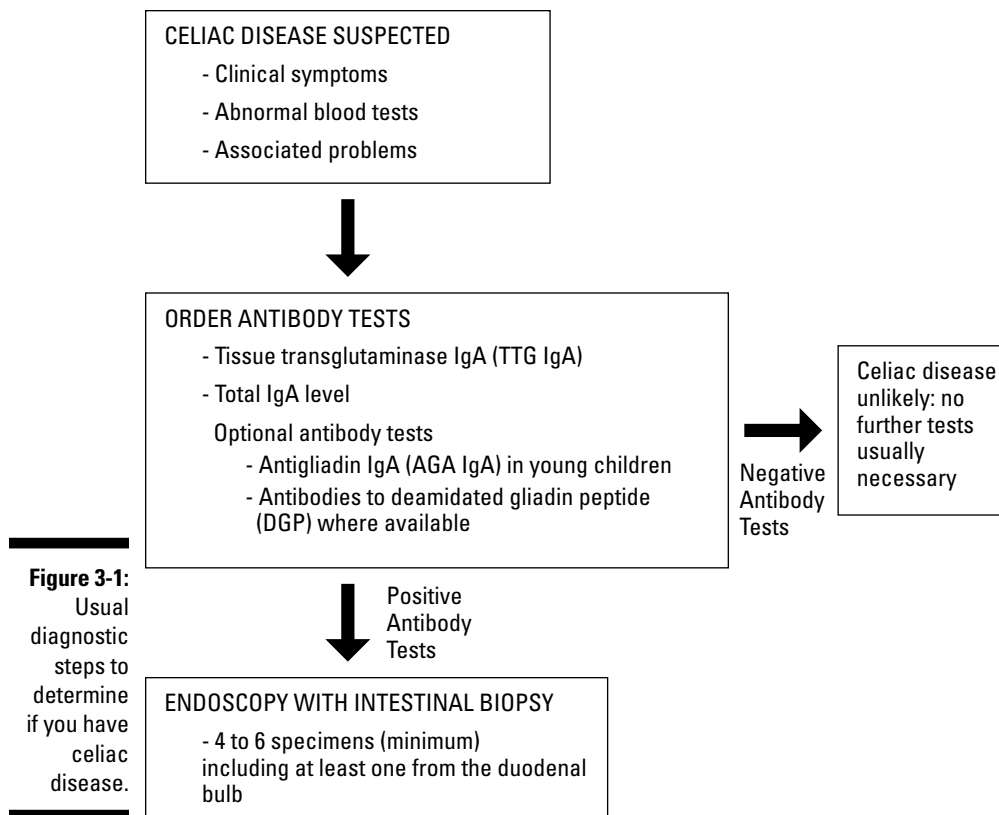 CELIAC DISEASE SUSPECTED
- Clinical symptoms
- Abnormal blood tests
- Associated problems
ORDER ANTIBODY TESTS
- Tissue transglutaminase IgA (TTG IgA)
- Total IgA level
Optional antibody tests
- Antigliadin IgA (AGA IgA) in young children
- Antibodies to deamidated gliadin peptide
(DGP) where available
Negative
Antibody
Tests
Celiac disease
unlikely: no
further tests
usually
necessary
Positive
Antibody
Tests
ENDOSCOPY WITH INTESTINAL BIOPSY
- 4 to 6 specimens (minimum)
including at least one from the duodenal
bulb
Figure 3-1:
Usual
diagnostic
steps to
determine
if you have
celiac
disease.